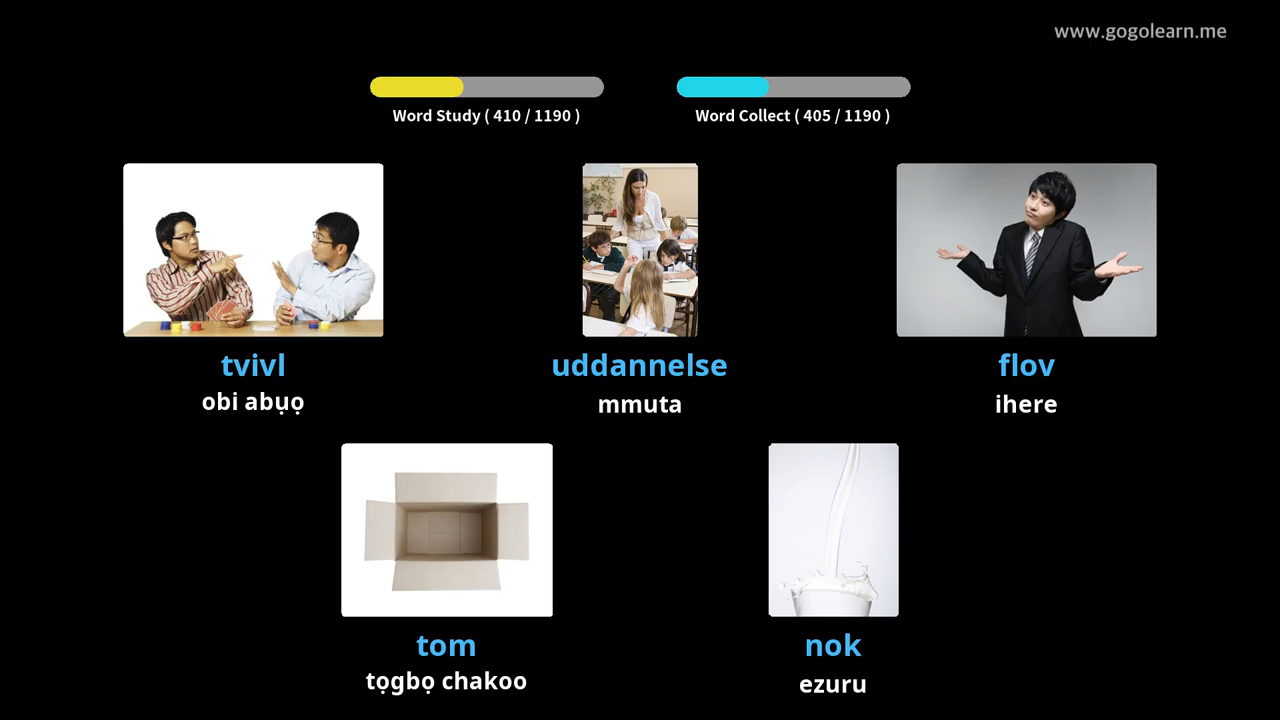 www.gogolearn.me
Word Study ( 410 / 1190 )
Word Collect ( 405 / 1190 )
tvivl
obi abụọ
uddannelse
mmuta
flov
ihere
tom
tọgbọ chakoo
nok
ezuru